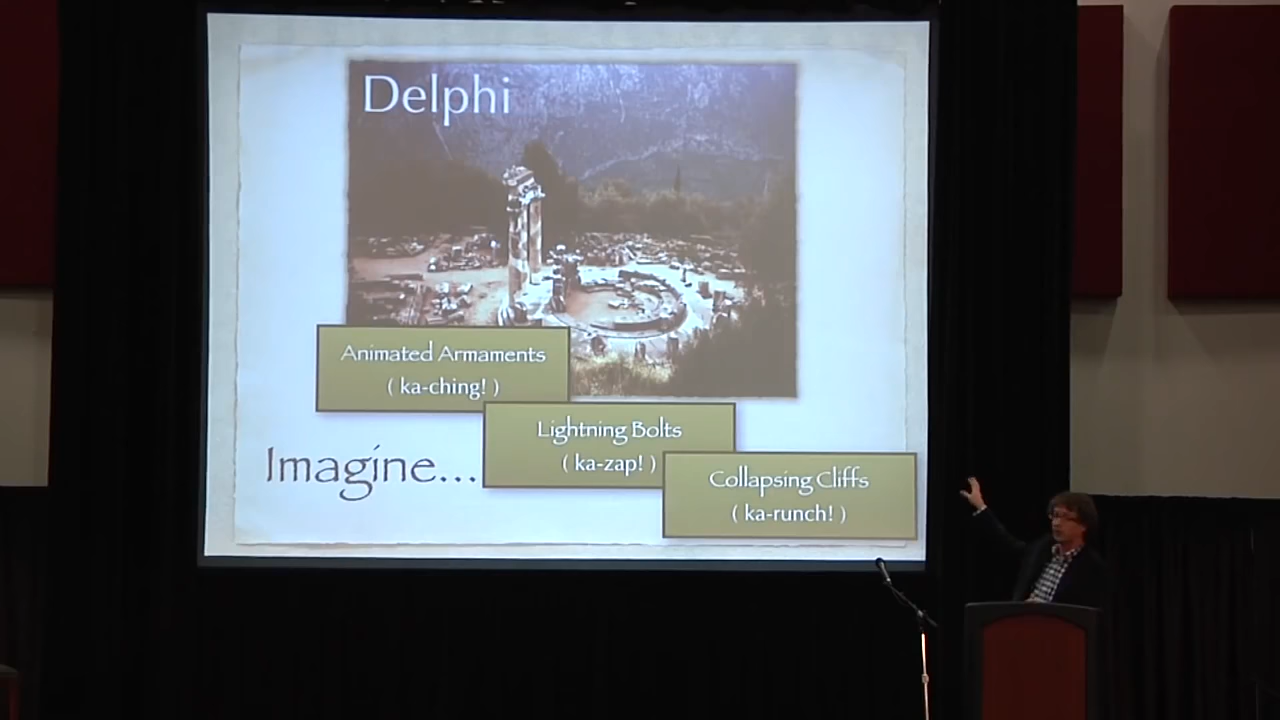 Delphi
Animated Armaments
( ka-ching! )
Lightning Bolts
( ka-zap! )
Imagine...
Collapsing Cliffs
( ka-runch! )